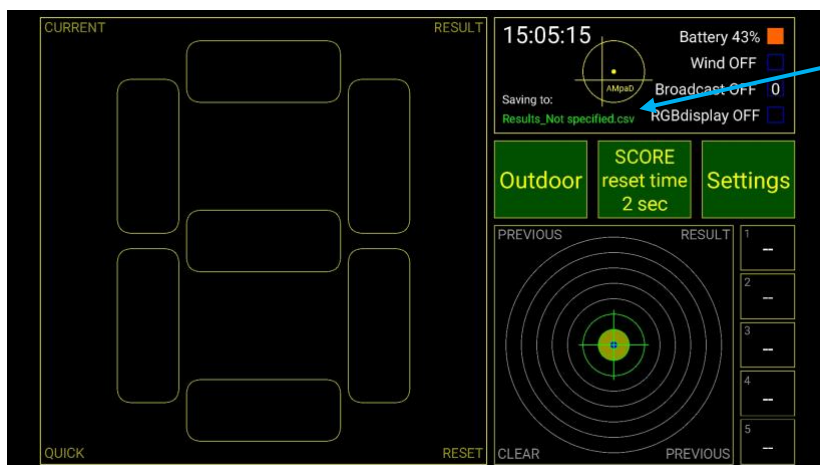 CURRENT RESULT
QUICK RESET
15:05:15
Battery 43%
Wind OFF
AMpaD
Broadcast OFF 0
Saving to:
Results_Not specified.csv
RGBdisplay OFF
Outdoor
SCORE
reset time
2 sec
Settings
PREVIOUS RESULT
CLEAR PREVIOUS
1
--
2
--
3
--
4
--
5
--